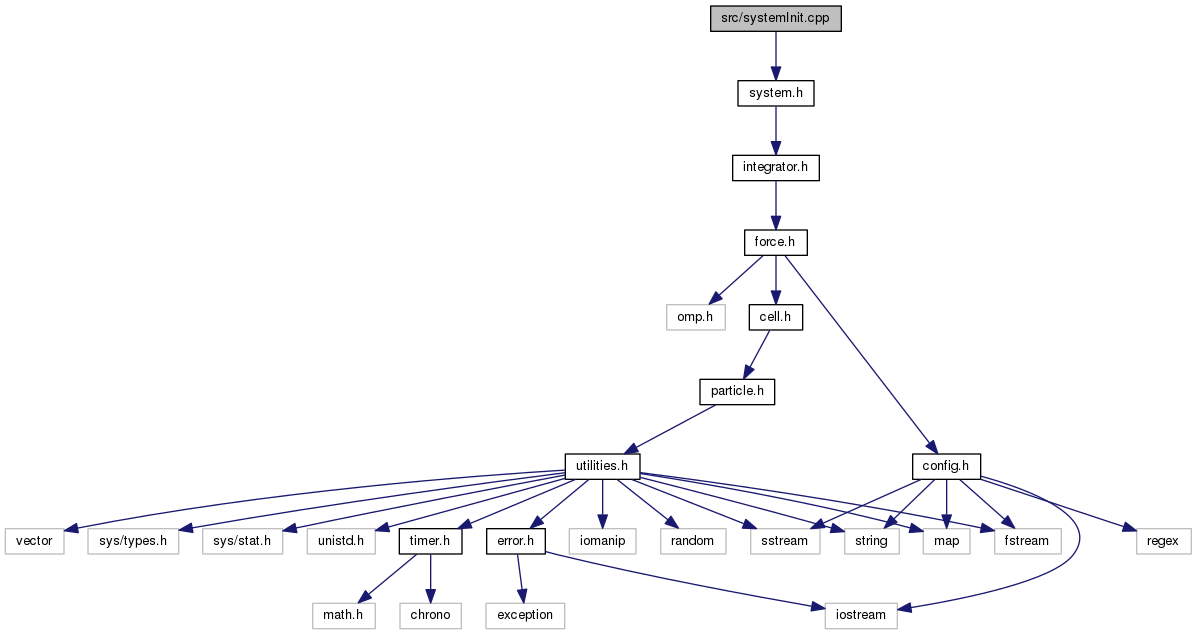 src/systemInit.cpp
system.h
integrator.h
force.h
omp.h
cell.h
particle.h
utilities.h
config.h
vector
sys/types.h
sys/stat.h
unistd.h
timer.h
error.h
iomanip
random
sstream
string
map
fstream
regex
math.h
chrono
exception
iostream